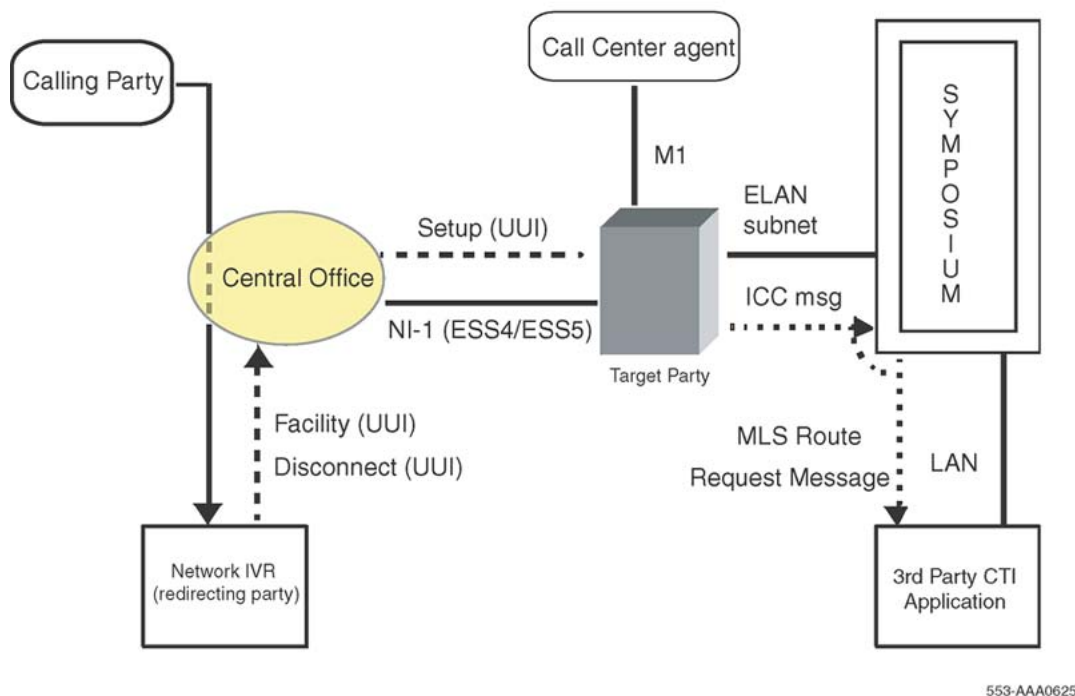 Calling Party
Call Center agent
SYMPOSIUM
M1
ELAN
subnet
Setup (UUI)
Central Office
ICC msg
NI-1 (ESS4/ESS5)
Target Party
Facility (UUI)
Disconnect (UUI)
MLS Route
Request Message
LAN
Network IVR
(redirecting party)
3rd Party CTI
Application
553-AAA0625